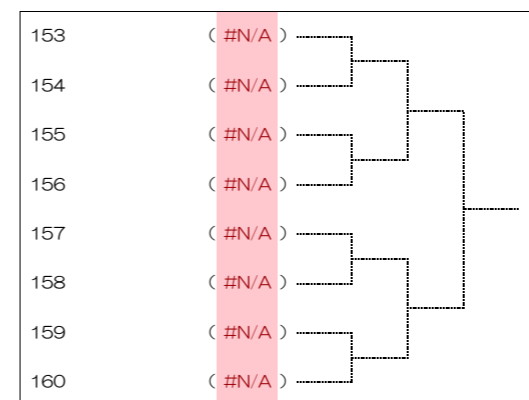 153 ( #N/A )
154 ( #N/A )
155 ( #N/A )
156 ( #N/A )
157 ( #N/A )
158 ( #N/A )
159 ( #N/A )
160 ( #N/A )